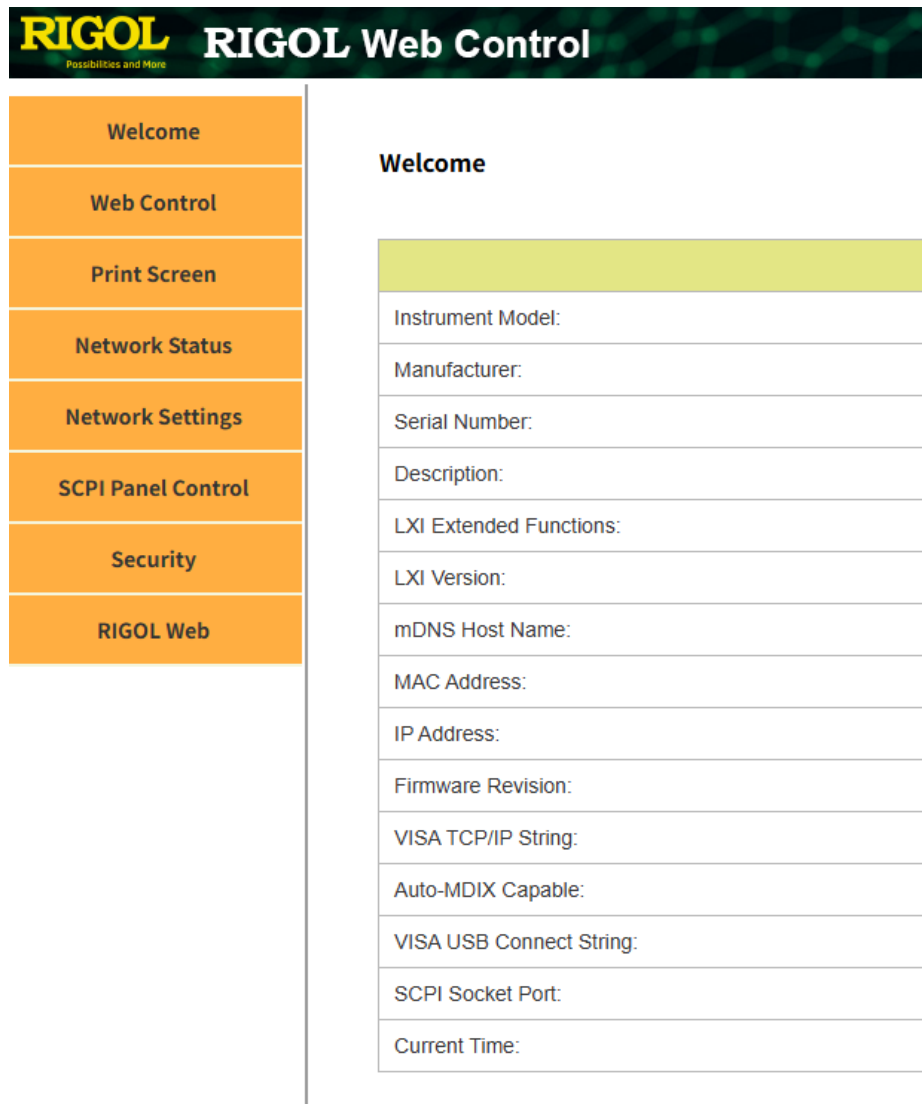 RIGOL
Possibilities and More
RIGOL Web Control
Welcome
Web Control
Print Screen
Network Status
Network Settings
SCPI Panel Control
Security
RIGOL Web
Welcome
Instrument Model:
Manufacturer:
Serial Number:
Description:
LXI Extended Functions:
LXI Version:
mDNS Host Name:
MAC Address:
IP Address:
Firmware Revision:
VISA TCP/IP String:
Auto-MDIX Capable:
VISA USB Connect String:
SCPI Socket Port:
Current Time: